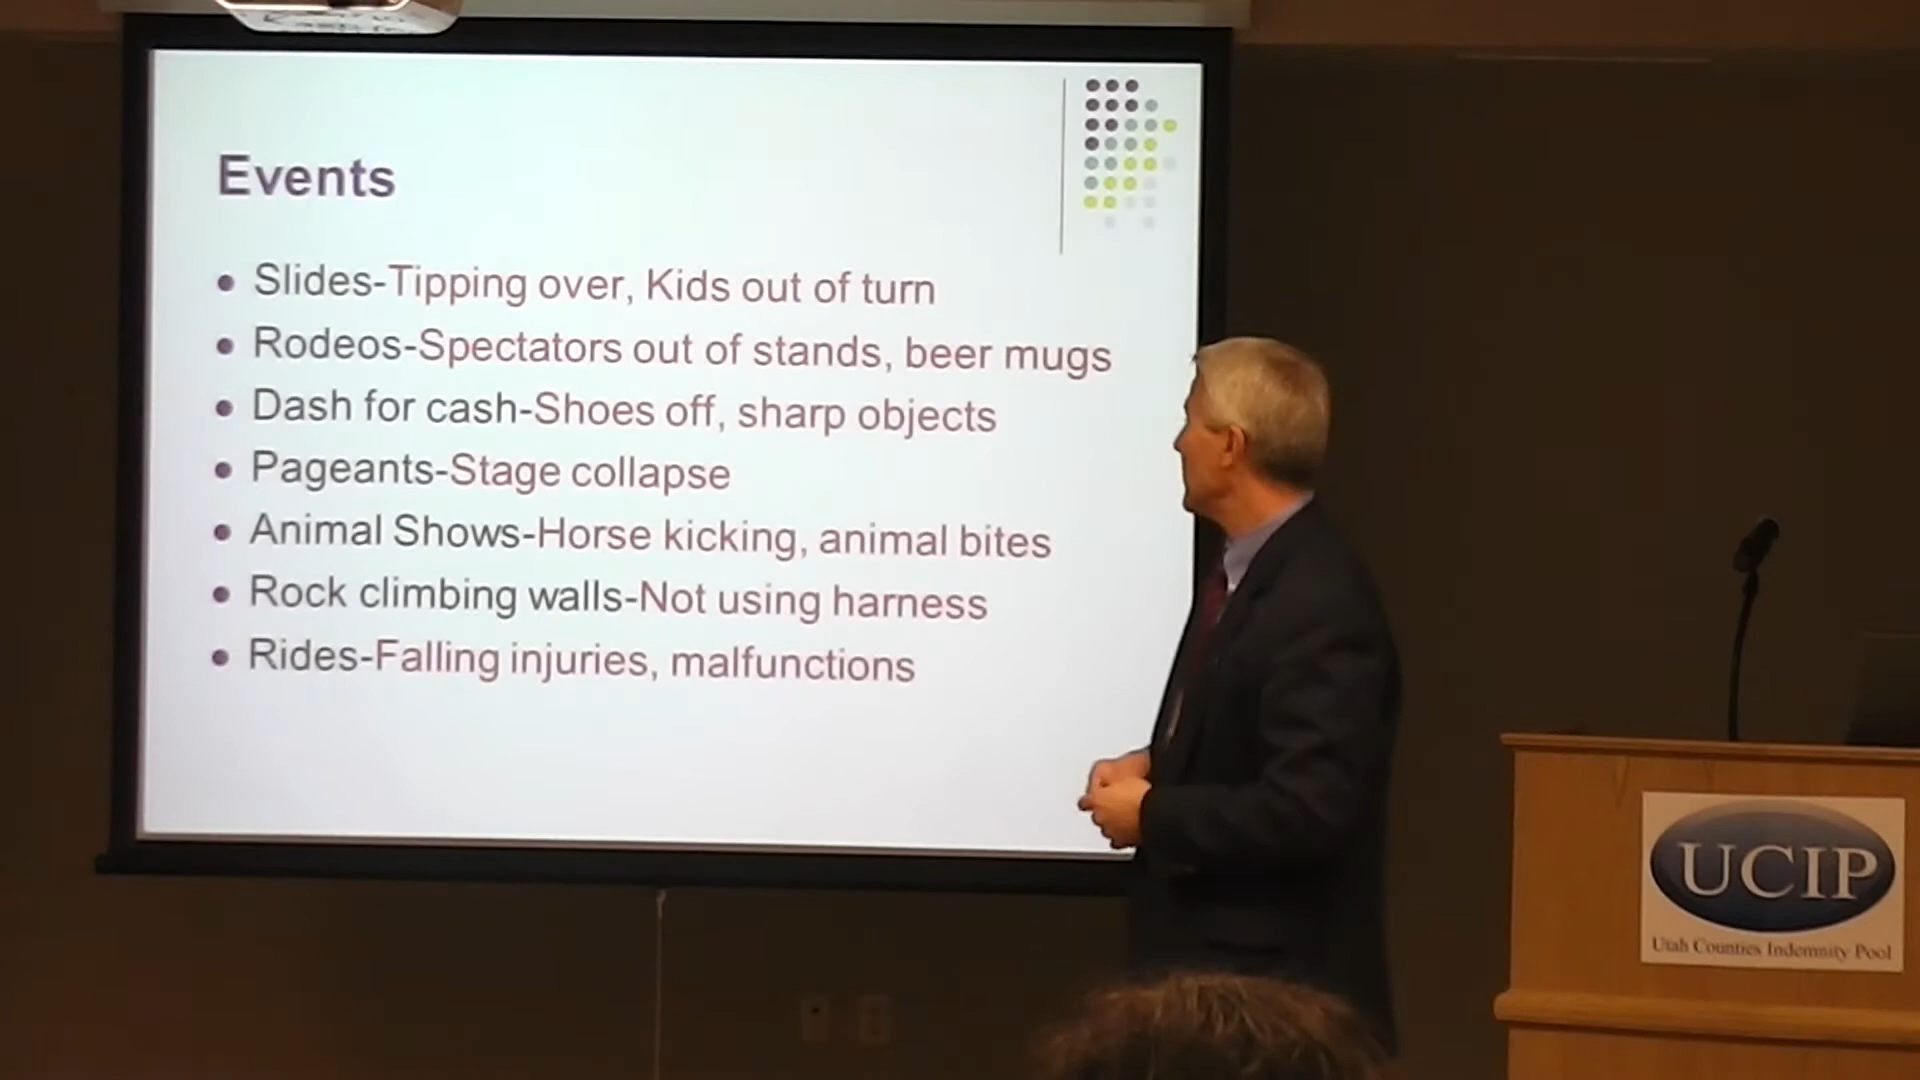 Events
Slides-Tipping over, Kids out of turn
Rodeos-Spectators out of stands, beer mugs
Dash for cash-Shoes off, sharp objects
Pageants-Stage collapse
Animal Shows-Horse kicking, animal bites
Rock climbing walls-Not using harness
Rides-Falling injuries, malfunctions
UCIP
Utah Counties Indemnity Pool